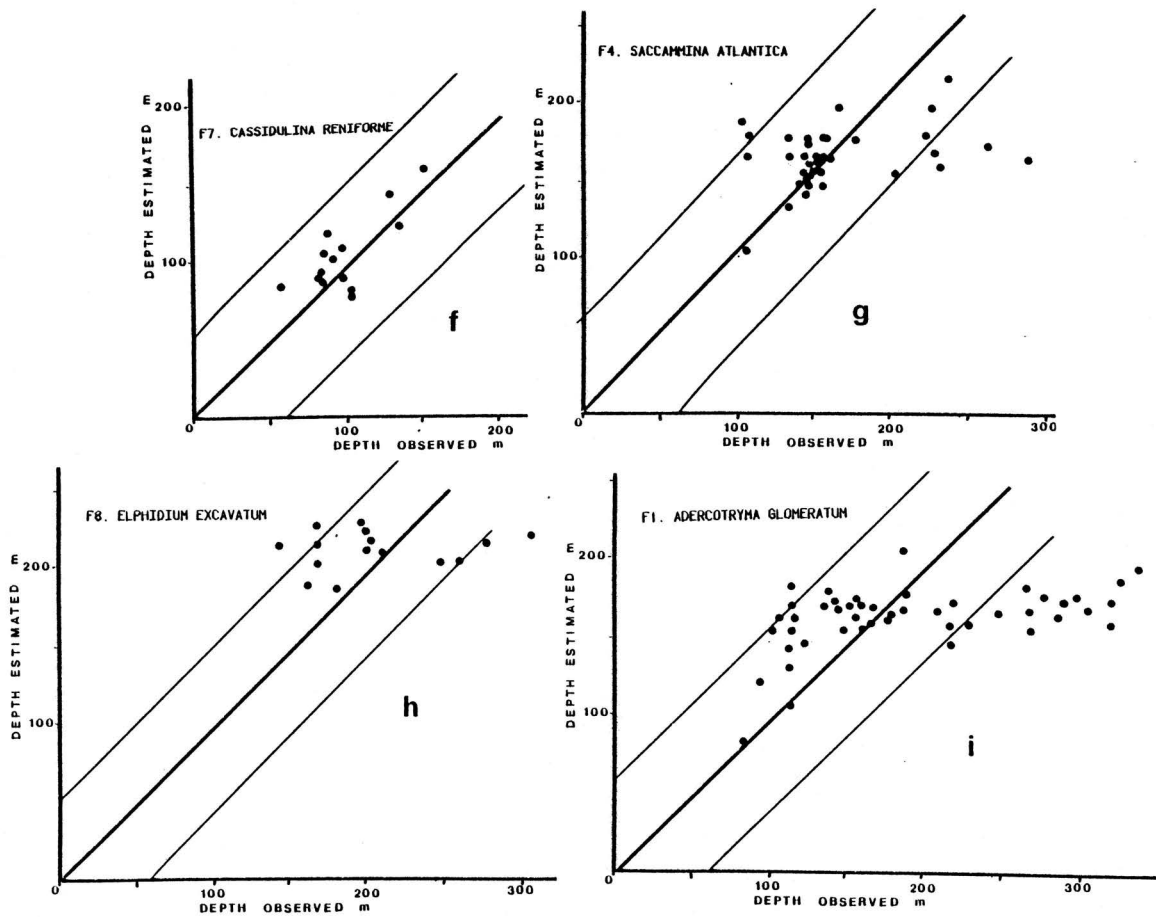 F7. CASSIDULINA RENIFORME
DEPTH ESTIMATED m
200
100
0
100
200
DEPTH OBSERVED m
f
F4. SACCAMMINA ATLANTICA
DEPTH ESTIMATED m
200
100
0
100
200
300
DEPTH OBSERVED m
g
F8. ELPHIDIUM EXCAVATUM
DEPTH ESTIMATED m
200
100
0
100
200
300
DEPTH OBSERVED m
h
F1. ADERCOTRYMA GLOMERATUM
DEPTH ESTIMATED m
200
100
0
100
200
300
DEPTH OBSERVED m
i